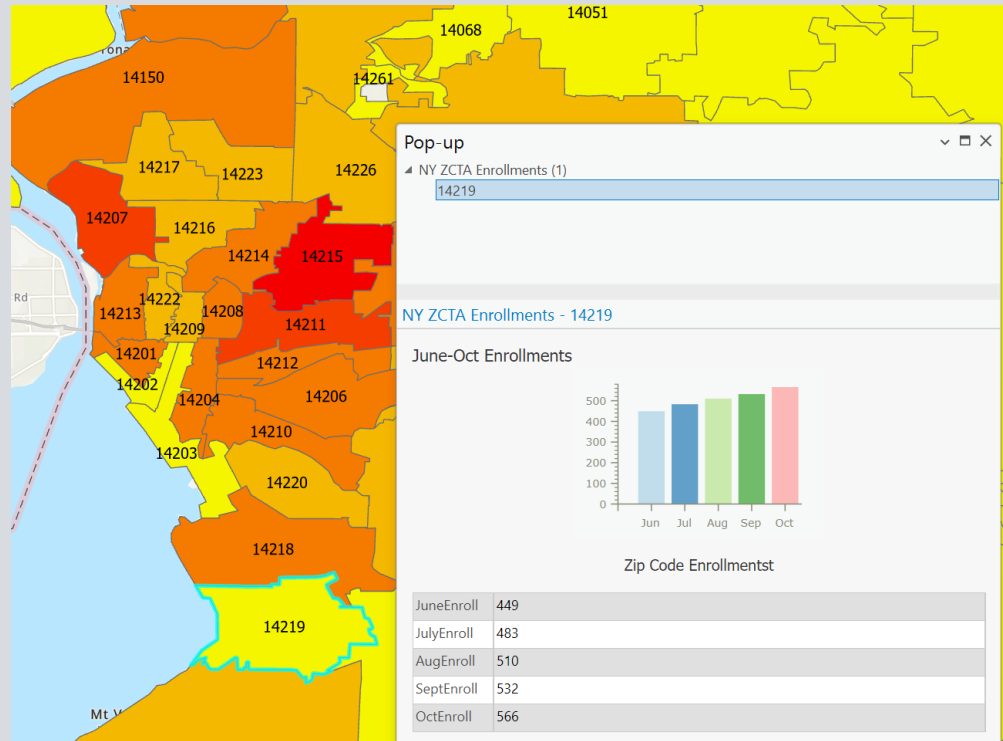 14051
14068
14150
14261
14217
14223
14226
14207
14216
14214
14215
Rd
14222
14213
14208
14209
14211
14201
14212
14202
14204
14206
14210
14203
14220
14218
14219
Pop-up
NY ZCTA Enrollments (1)
14219
NY ZCTA Enrollments - 14219
June-Oct Enrollments
500
400
300
200
100
0
Jun Jul Aug Sep Oct
Zip Code Enrollmentst
JuneEnroll 449
JulyEnroll 483
AugEnroll 510
SeptEnroll 532
OctEnroll 566
Mt